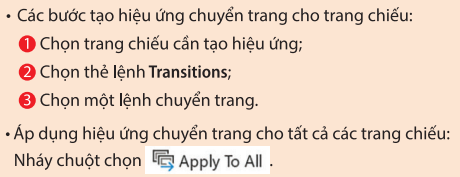 • Các bước tạo hiệu ứng chuyển trang cho trang chiếu:
1 Chọn trang chiếu cần tạo hiệu ứng;
2 Chọn thẻ lệnh Transitions;
3 Chọn một lệnh chuyển trang.
• Áp dụng hiệu ứng chuyển trang cho tất cả các trang chiếu:
Nháy chuột chọn Apply To All.